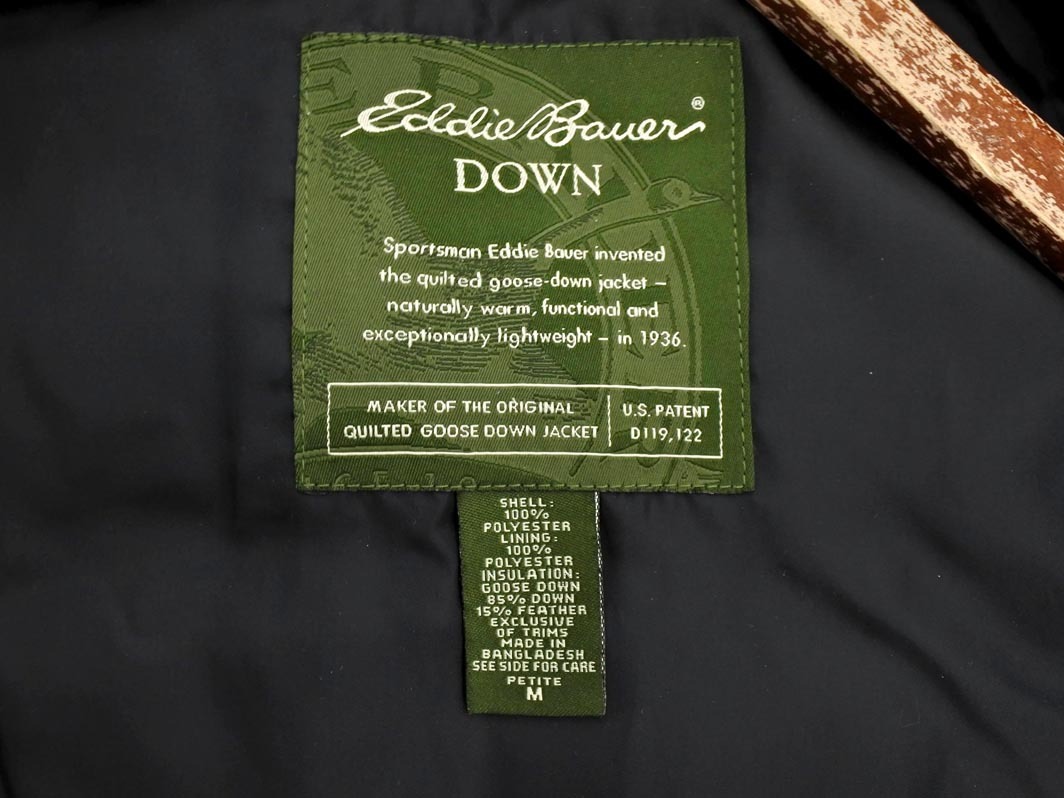 Eddie Bauer®
DOWN
Sportsman Eddie Bauer invented
the quilted goose-down jacket –
naturally warm, functional and
exceptionally lightweight – in 1936.
MAKER OF THE ORIGINAL
QUILTED GOOSE DOWN JACKET
U.S. PATENT
D119,122
SHELL:
100%
POLYESTER
LINING:
100%
POLYESTER
INSULATION:
GOOSE DOWN
85% DOWN
15% FEATHER
EXCLUSIVE
OF TRIMS
MADE IN
BANGLADESH
SEE SIDE FOR CARE
PETITE
M